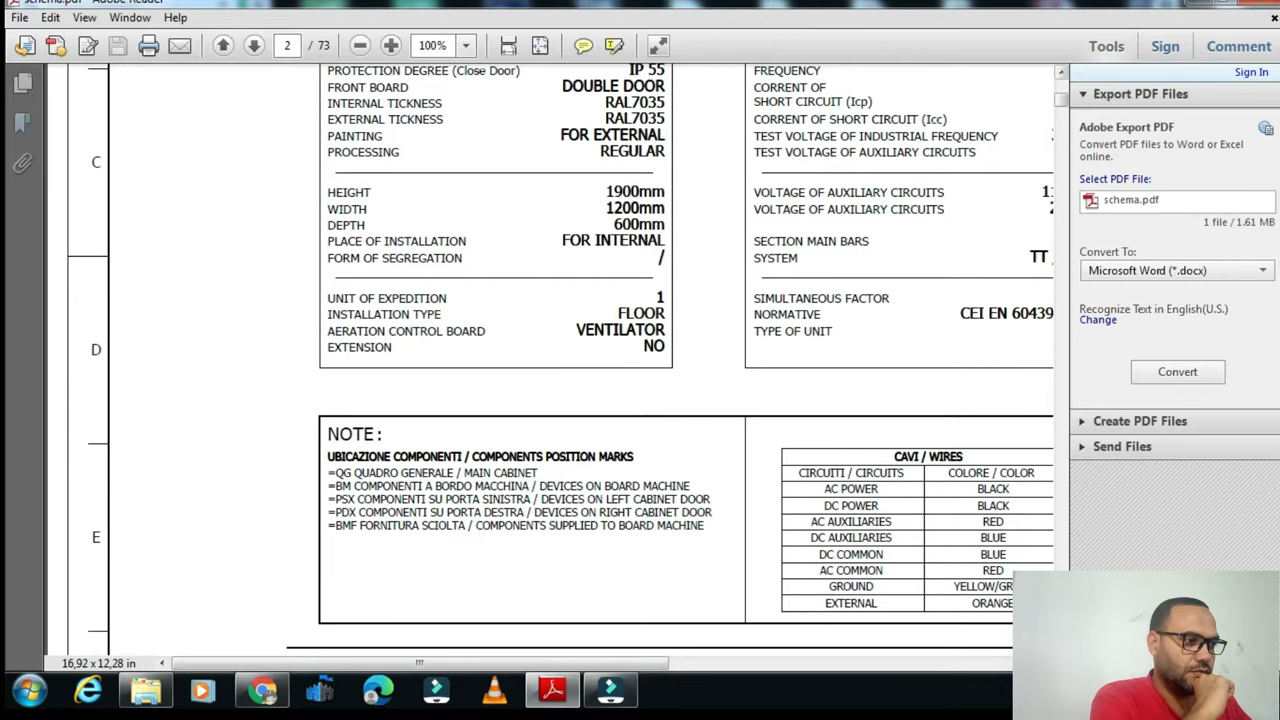 schema.pdf - Adobe Reader
File Edit View Window Help
2 / 73 100% Tools Sign Comment
Sign In
Export PDF Files
Adobe Export PDF
Convert PDF files to Word or Excel
online.
Select PDF File:
schema.pdf
1 file / 1.61 MB
Convert To:
Microsoft Word (*.docx)
Recognize Text in English(U.S.)
Change
Convert
Create PDF Files
Send Files
C
D
E
PROTECTION DEGREE (Close Door) IP 55
FRONT BOARD DOUBLE DOOR
INTERNAL TICKNESS RAL7035
EXTERNAL TICKNESS RAL7035
PAINTING FOR EXTERNAL
PROCESSING REGULAR
HEIGHT 1900mm
WIDTH 1200mm
DEPTH 600mm
PLACE OF INSTALLATION FOR INTERNAL
FORM OF SEGREGATION /
UNIT OF EXPEDITION 1
INSTALLATION TYPE FLOOR
AERATION CONTROL BOARD VENTILATOR
EXTENSION NO
FREQUENCY
CORRENT OF
SHORT CIRCUIT (Icp)
CORRENT OF SHORT CIRCUIT (Icc)
TEST VOLTAGE OF INDUSTRIAL FREQUENCY
TEST VOLTAGE OF AUXILIARY CIRCUITS
VOLTAGE OF AUXILIARY CIRCUITS
VOLTAGE OF AUXILIARY CIRCUITS
SECTION MAIN BARS
SYSTEM TT
SIMULTANEOUS FACTOR
NORMATIVE CEI EN 60439
TYPE OF UNIT
NOTE:
UBICAZIONE COMPONENTI / COMPONENTS POSITION MARKS
=QG QUADRO GENERALE / MAIN CABINET
=BM COMPONENTI A BORDO MACCHINA / DEVICES ON BOARD MACHINE
=PSX COMPONENTI SU PORTA SINISTRA / DEVICES ON LEFT CABINET DOOR
=PDX COMPONENTI SU PORTA DESTRA / DEVICES ON RIGHT CABINET DOOR
=BMF FORNITURA SCIOLTA / COMPONENTS SUPPLIED TO BOARD MACHINE
CAVI / WIRES
CIRCUITI / CIRCUITS COLORE / COLOR
AC POWER BLACK
DC POWER BLACK
AC AUXILIARIES RED
DC AUXILIARIES BLUE
DC COMMON BLUE
AC COMMON RED
GROUND YELLOW/GR
EXTERNAL ORANGE
16,92 x 12,28 in